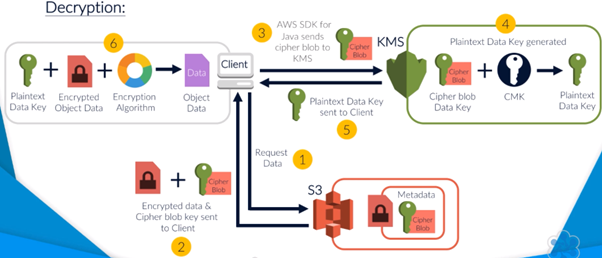 Decryption:
6
Plaintext
Data Key
Encrypted
Object Data
Encryption
Algorithm
Data
Object
Data
Client
3
AWS SDK for
Java sends
cipher blob to
KMS
Cipher
Blob
KMS
4
Plaintext Data Key generated
Cipher
Blob
Cipher blob
Data Key
CMK
Plaintext
Data Key
Plaintext Data Key
sent to Client
5
Request
Data
1
Cipher
Blob
Encrypted data &
Cipher blob key sent
to Client
2
S3
Metadata
Cipher
Blob